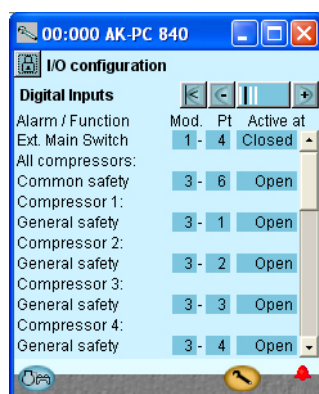 00:000 AK-PC 840
I/O configuration
Digital Inputs
Alarm / Function Mod. Pt Active at
Ext. Main Switch 1 - 4 Closed
All compressors:
Common safety 3 - 6 Open
Compressor 1:
General safety 3 - 1 Open
Compressor 2:
General safety 3 - 2 Open
Compressor 3:
General safety 3 - 3 Open
Compressor 4:
General safety 3 - 4 Open